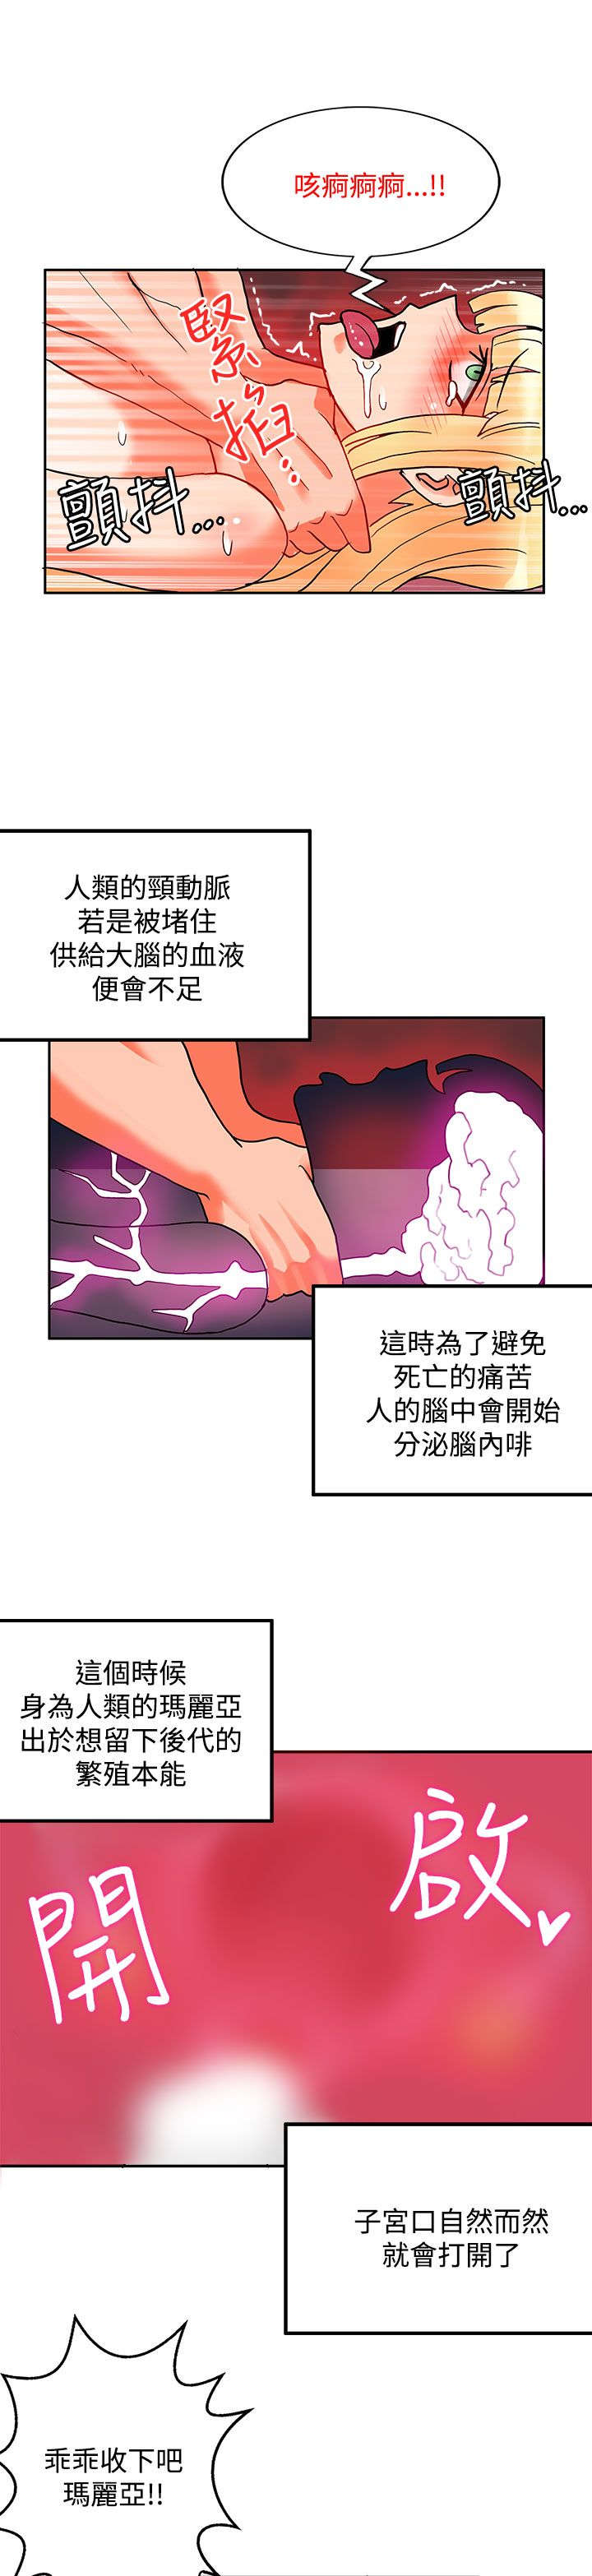 咳痾痾痾...!!
緊掐..
顫抖...
顫抖...
人類的頸動脈
若是被堵住
供給大腦的血液
便會不足
這時為了避免
死亡的痛苦
人的腦中會開始
分泌腦內啡
這個時候
身為人類的瑪麗亞
出於想留下後代的
繁殖本能
開啟♥
子宮口自然而然
就會打開了
乖乖收下吧
瑪麗亞!!